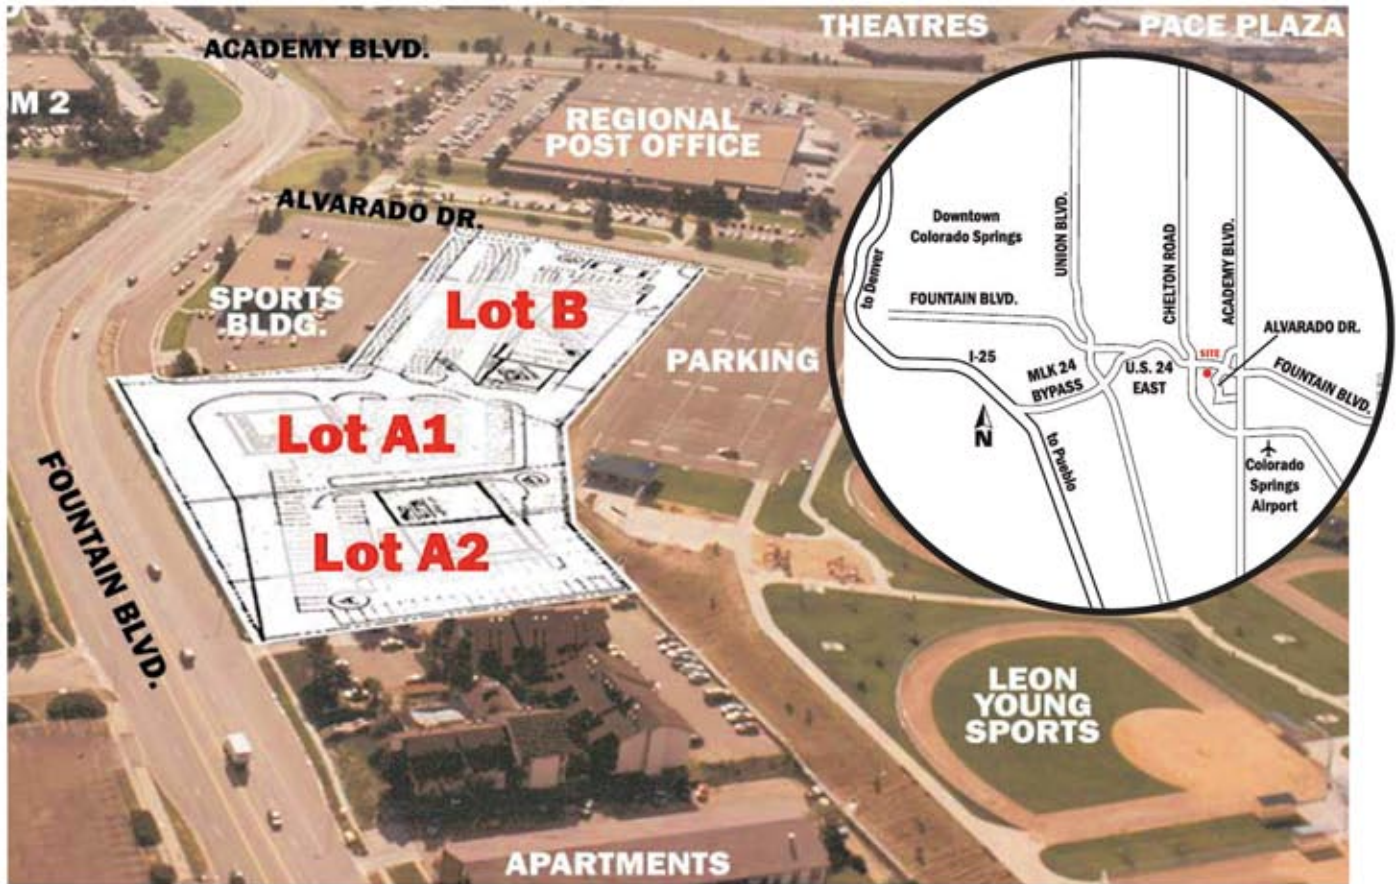 THEATRES
PACE PLAZA
ACADEMY BLVD.
M 2
REGIONAL
POST OFFICE
ALVARADO DR.
SPORTS
BLDG.
Lot B
PARKING
Lot A1
Lot A2
FOUNTAIN BLVD.
LEON
YOUNG
SPORTS
APARTMENTS
Downtown
Colorado Springs
to Denver
UNION BLVD.
CHELTON ROAD
ACADEMY BLVD.
FOUNTAIN BLVD.
ALVARADO DR.
SITE
I-25
MLK 24
BYPASS
U.S. 24
EAST
FOUNTAIN BLVD.
N
to Pueblo
Colorado
Springs
Airport